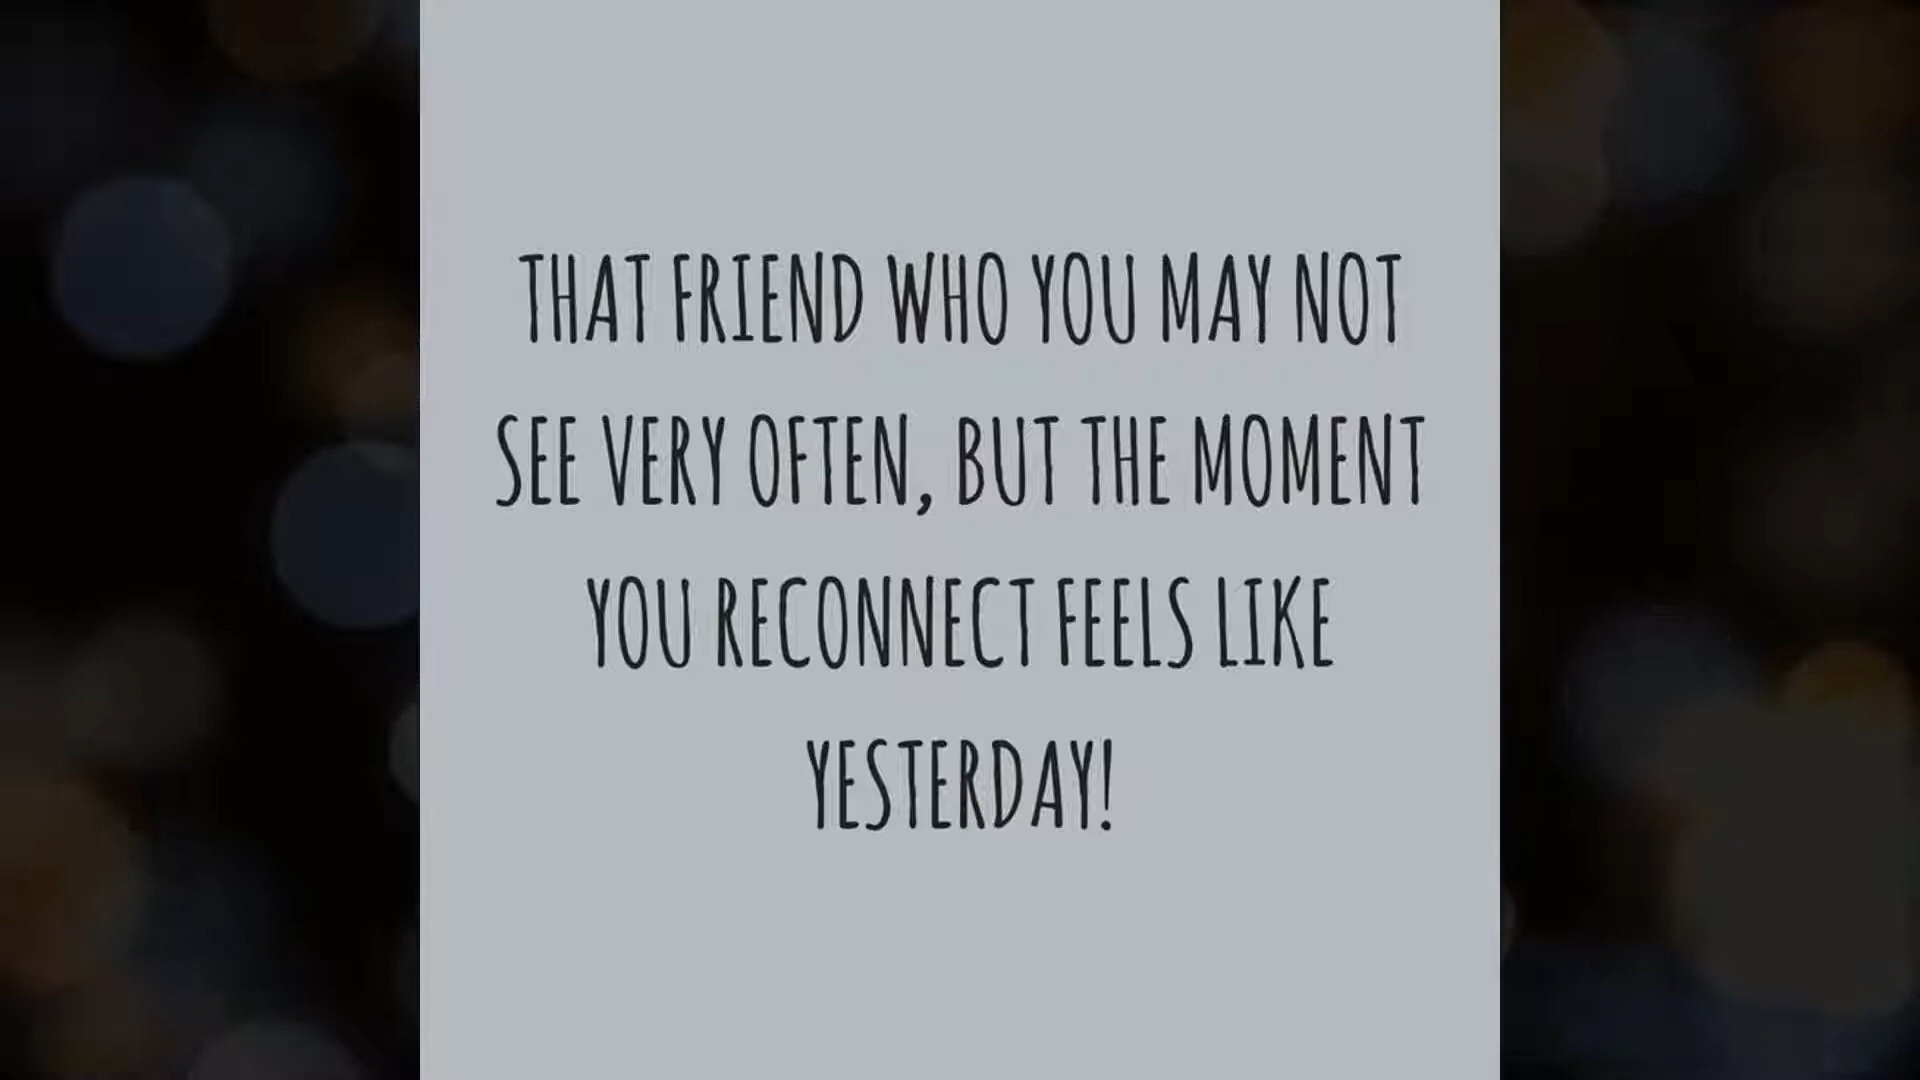 THAT FRIEND WHO YOU MAY NOT
SEE VERY OFTEN, BUT THE MOMENT
YOU RECONNECT FEELS LIKE
YESTERDAY!